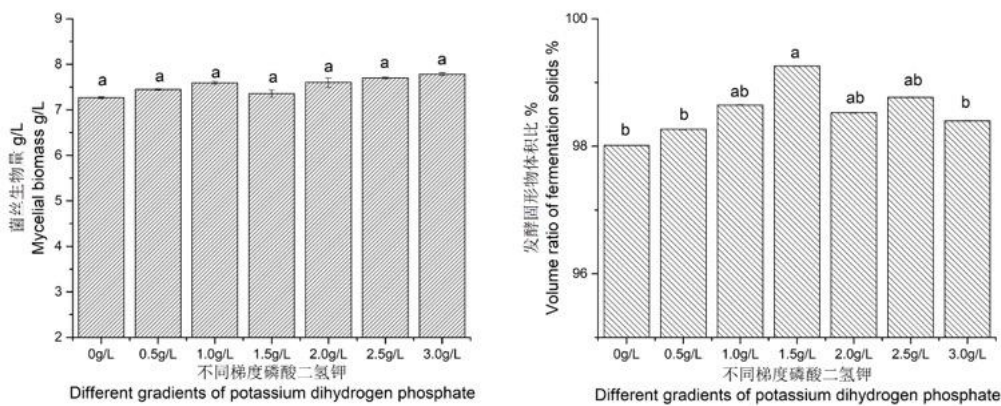 菌丝生物量 g/L
Mycelial biomass g/L
9
8
7
6
5
4
3
2
a a a a a a a
0g/L 0.5g/L 1.0g/L 1.5g/L 2.0g/L 2.5g/L 3.0g/L
不同梯度磷酸二氢钾
Different gradients of potassium dihydrogen phosphate
发酵固形物体积比 %
Volume ratio of fermentation solids %
100
98
96
b b ab a ab ab b
0g/L 0.5g/L 1.0g/L 1.5g/L 2.0g/L 2.5g/L 3.0g/L
不同梯度磷酸二氢钾
Different gradients of potassium dihydrogen phosphate